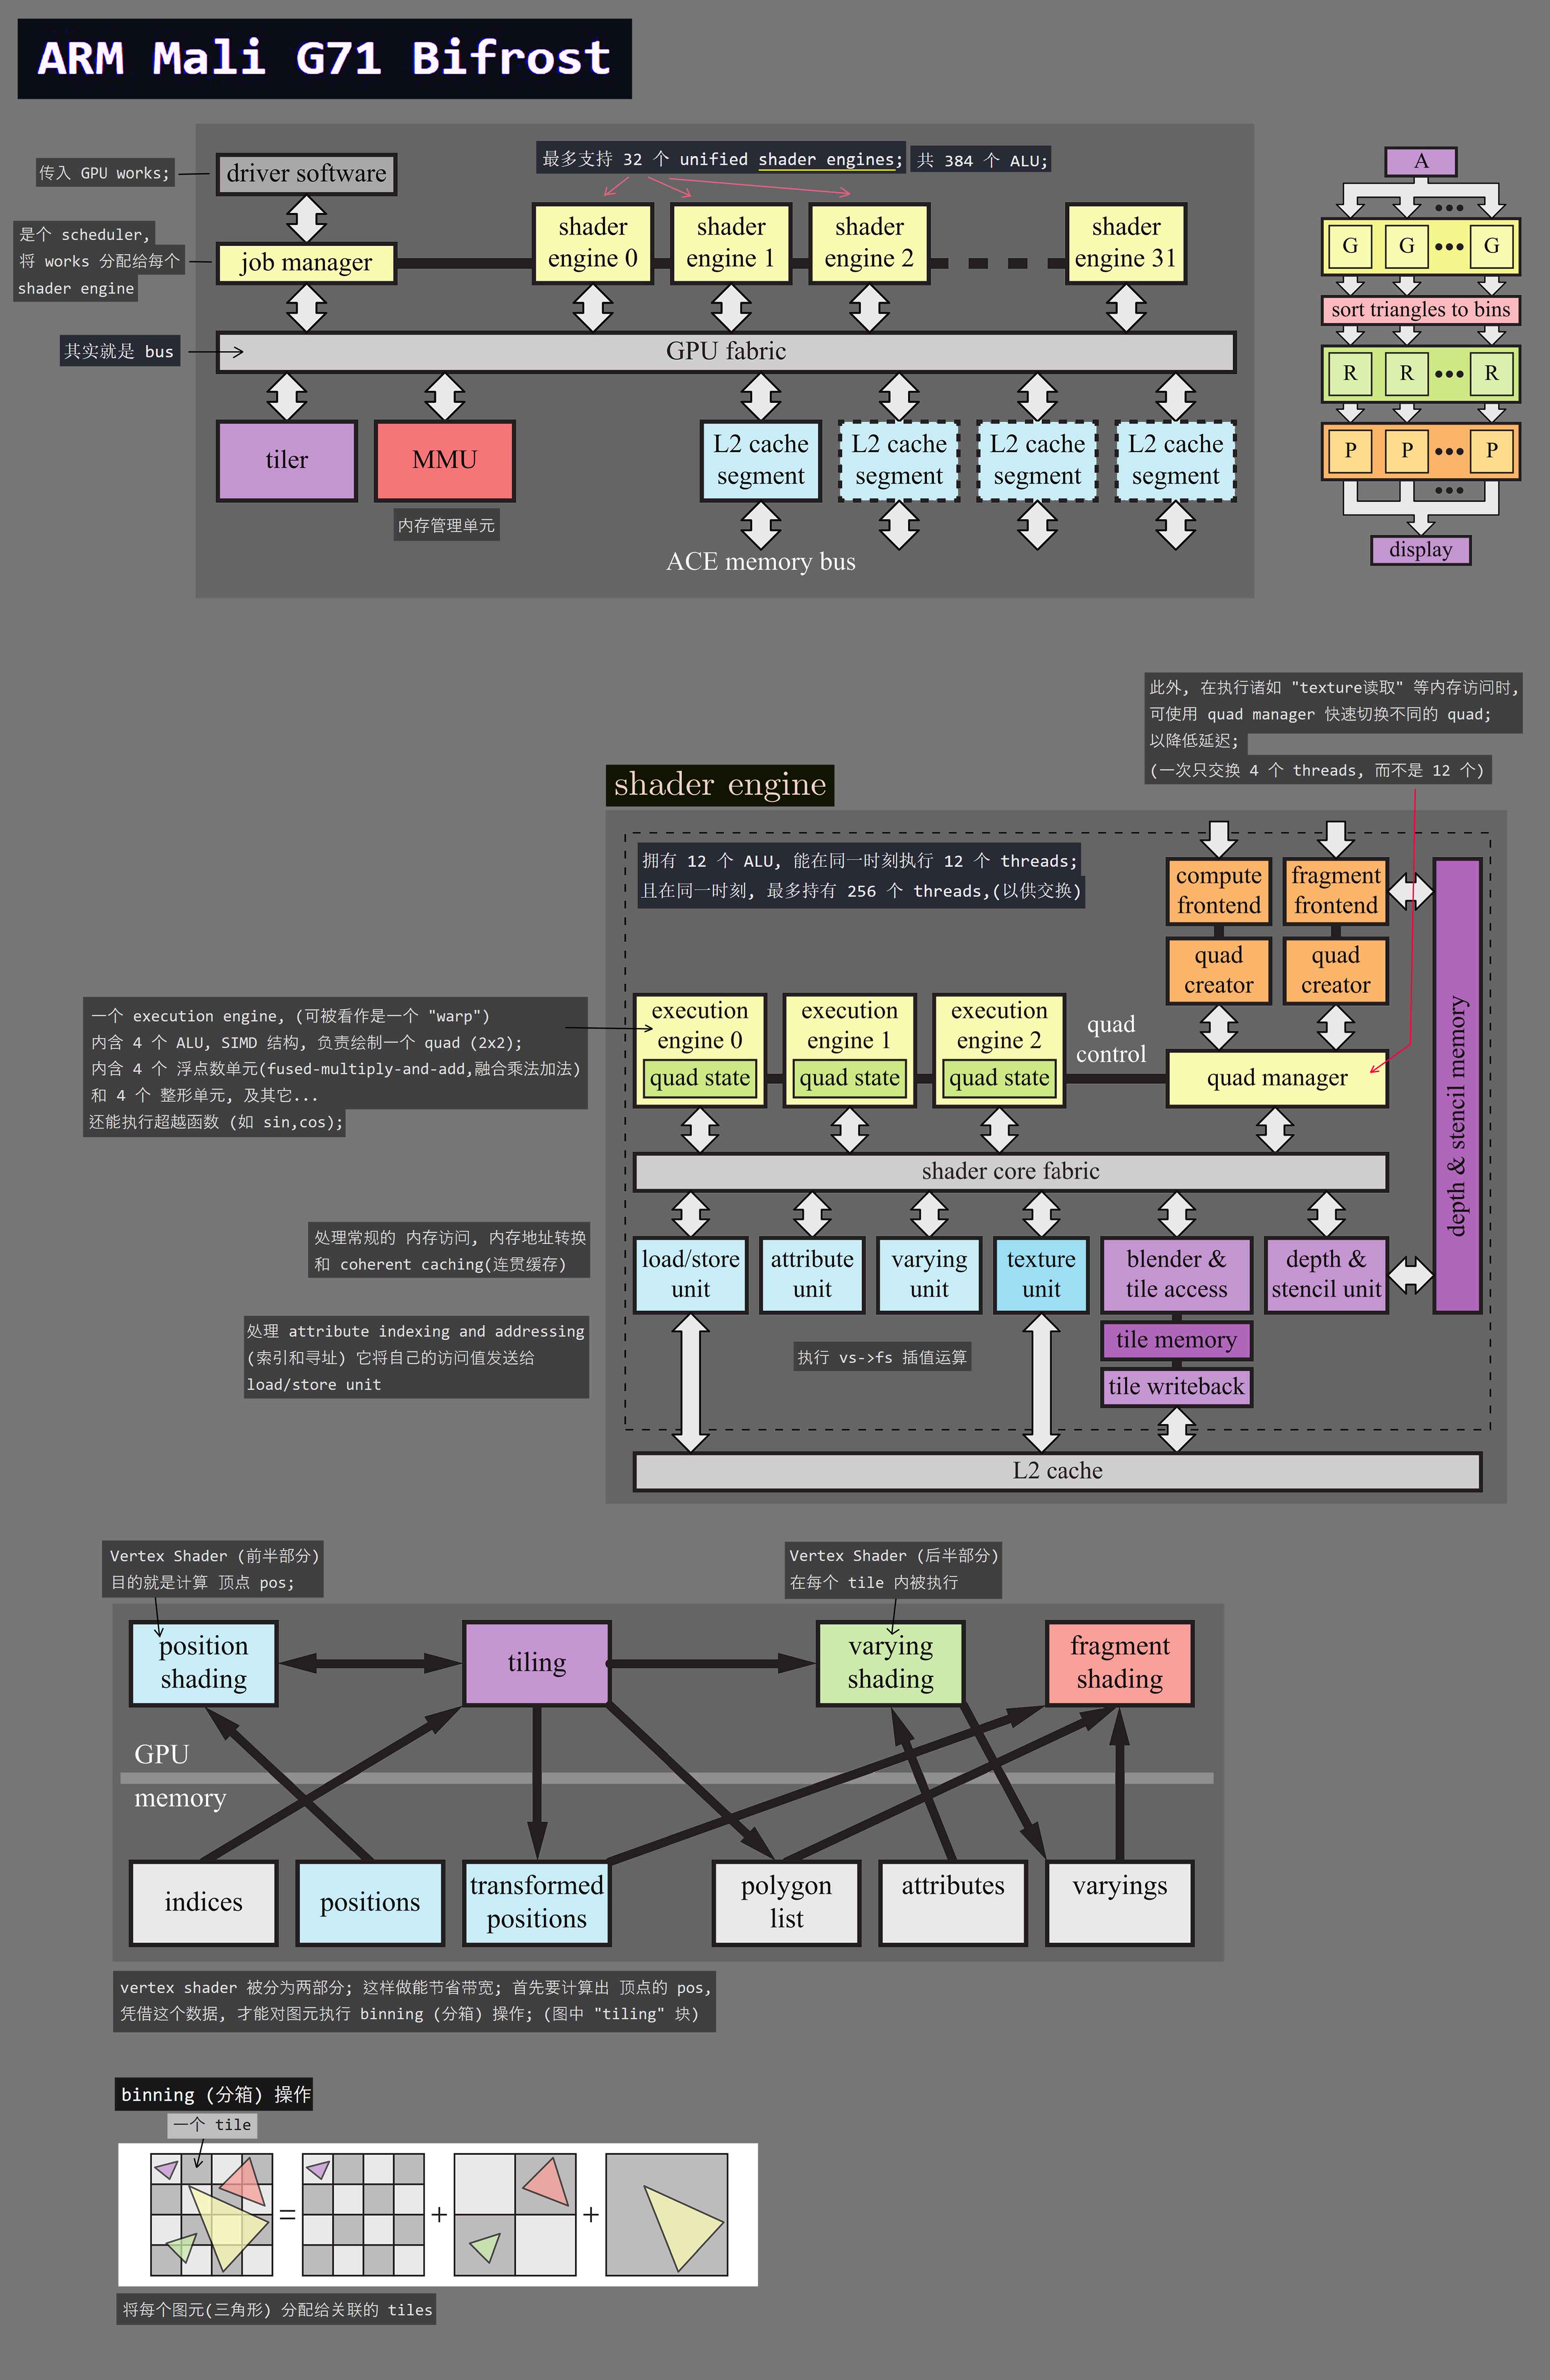 ARM Mali G71 Bifrost
传入 GPU works;
driver software
最多支持 32 个 unified shader engines;
共 384 个 ALU;
是个 scheduler,
将 works 分配给每个
shader engine
job manager
shader
engine 0
shader
engine 1
shader
engine 2
shader
engine 31
其实就是 bus
GPU fabric
tiler
MMU
内存管理单元
L2 cache
segment
L2 cache
segment
L2 cache
segment
L2 cache
segment
ACE memory bus
A
G G ••• G
sort triangles to bins
R R ••• R
P P ••• P
display
此外, 在执行诸如 "texture读取" 等内存访问时,
可使用 quad manager 快速切换不同的 quad;
以降低延迟;
(一次只交换 4 个 threads, 而不是 12 个)
shader engine
拥有 12 个 ALU, 能在同一时刻执行 12 个 threads;
且在同一时刻, 最多持有 256 个 threads,(以供交换)
compute
frontend
fragment
frontend
quad
creator
quad
creator
depth & stencil memory
一个 execution engine, (可被看作是一个 "warp")
内含 4 个 ALU, SIMD 结构, 负责绘制一个 quad (2x2);
内含 4 个 浮点数单元(fused-multiply-and-add,融合乘法加法)
和 4 个 整形单元, 及其它...
还能执行超越函数 (如 sin,cos);
execution
engine 0
quad state
execution
engine 1
quad state
execution
engine 2
quad state
quad
control
quad manager
shader core fabric
处理常规的 内存访问, 内存地址转换
和 coherent caching(连贯缓存)
load/store
unit
attribute
unit
varying
unit
texture
unit
blender &
tile access
depth &
stencil unit
处理 attribute indexing and addressing
(索引和寻址) 它将自己的访问值发送给
load/store unit
执行 vs->fs 插值运算
tile memory
tile writeback
L2 cache
Vertex Shader (前半部分)
目的就是计算 顶点 pos;
Vertex Shader (后半部分)
在每个 tile 内被执行
position
shading
tiling
varying
shading
fragment
shading
GPU
memory
indices
positions
transformed
positions
polygon
list
attributes
varyings
vertex shader 被分为两部分; 这样做能节省带宽; 首先要计算出 顶点的 pos,
凭借这个数据, 才能对图元执行 binning (分箱) 操作; (图中 "tiling" 块)
binning (分箱) 操作
一个 tile
= + +
将每个图元(三角形) 分配给关联的 tiles